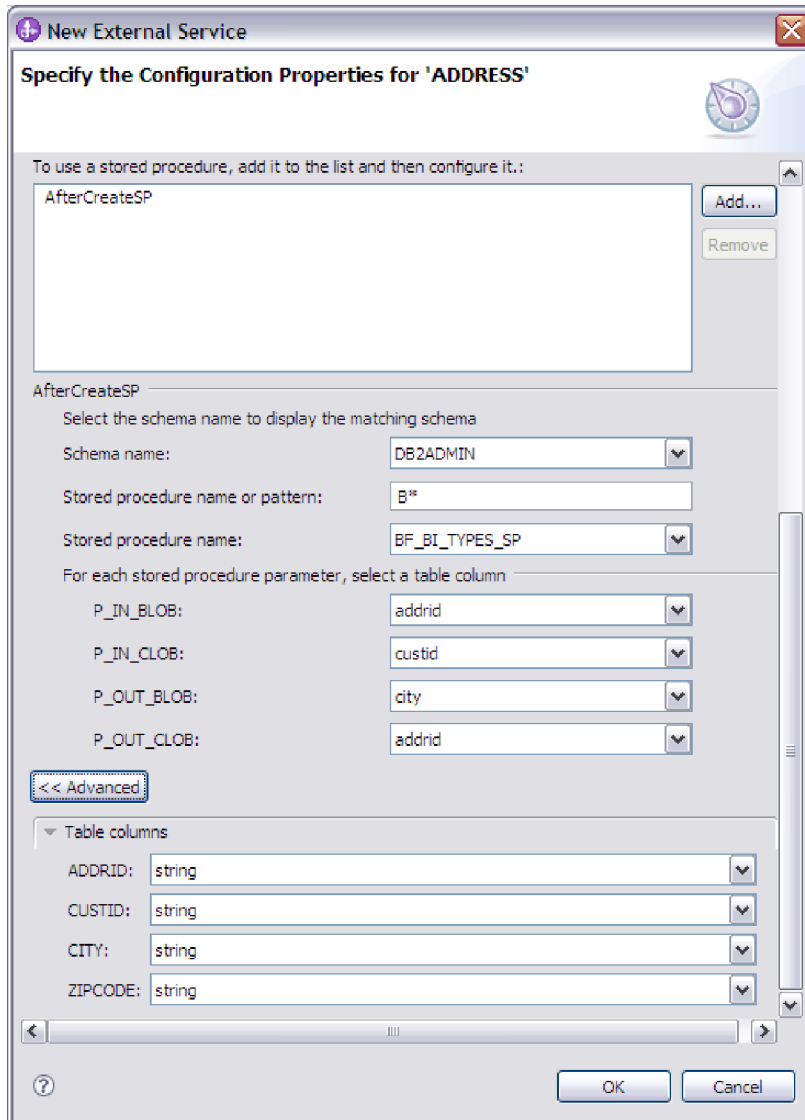 New External Service
Specify the Configuration Properties for 'ADDRESS'
To use a stored procedure, add it to the list and then configure it.:
AfterCreateSP
Add...
Remove
AfterCreateSP
Select the schema name to display the matching schema
Schema name: DB2ADMIN
Stored procedure name or pattern: B*
Stored procedure name: BF_BI_TYPES_SP
For each stored procedure parameter, select a table column
P_IN_BLOB: addrid
P_IN_CLOB: custid
P_OUT_BLOB: city
P_OUT_CLOB: addrid
<< Advanced
Table columns
ADDRID: string
CUSTID: string
CITY: string
ZIPCODE: string
? OK Cancel